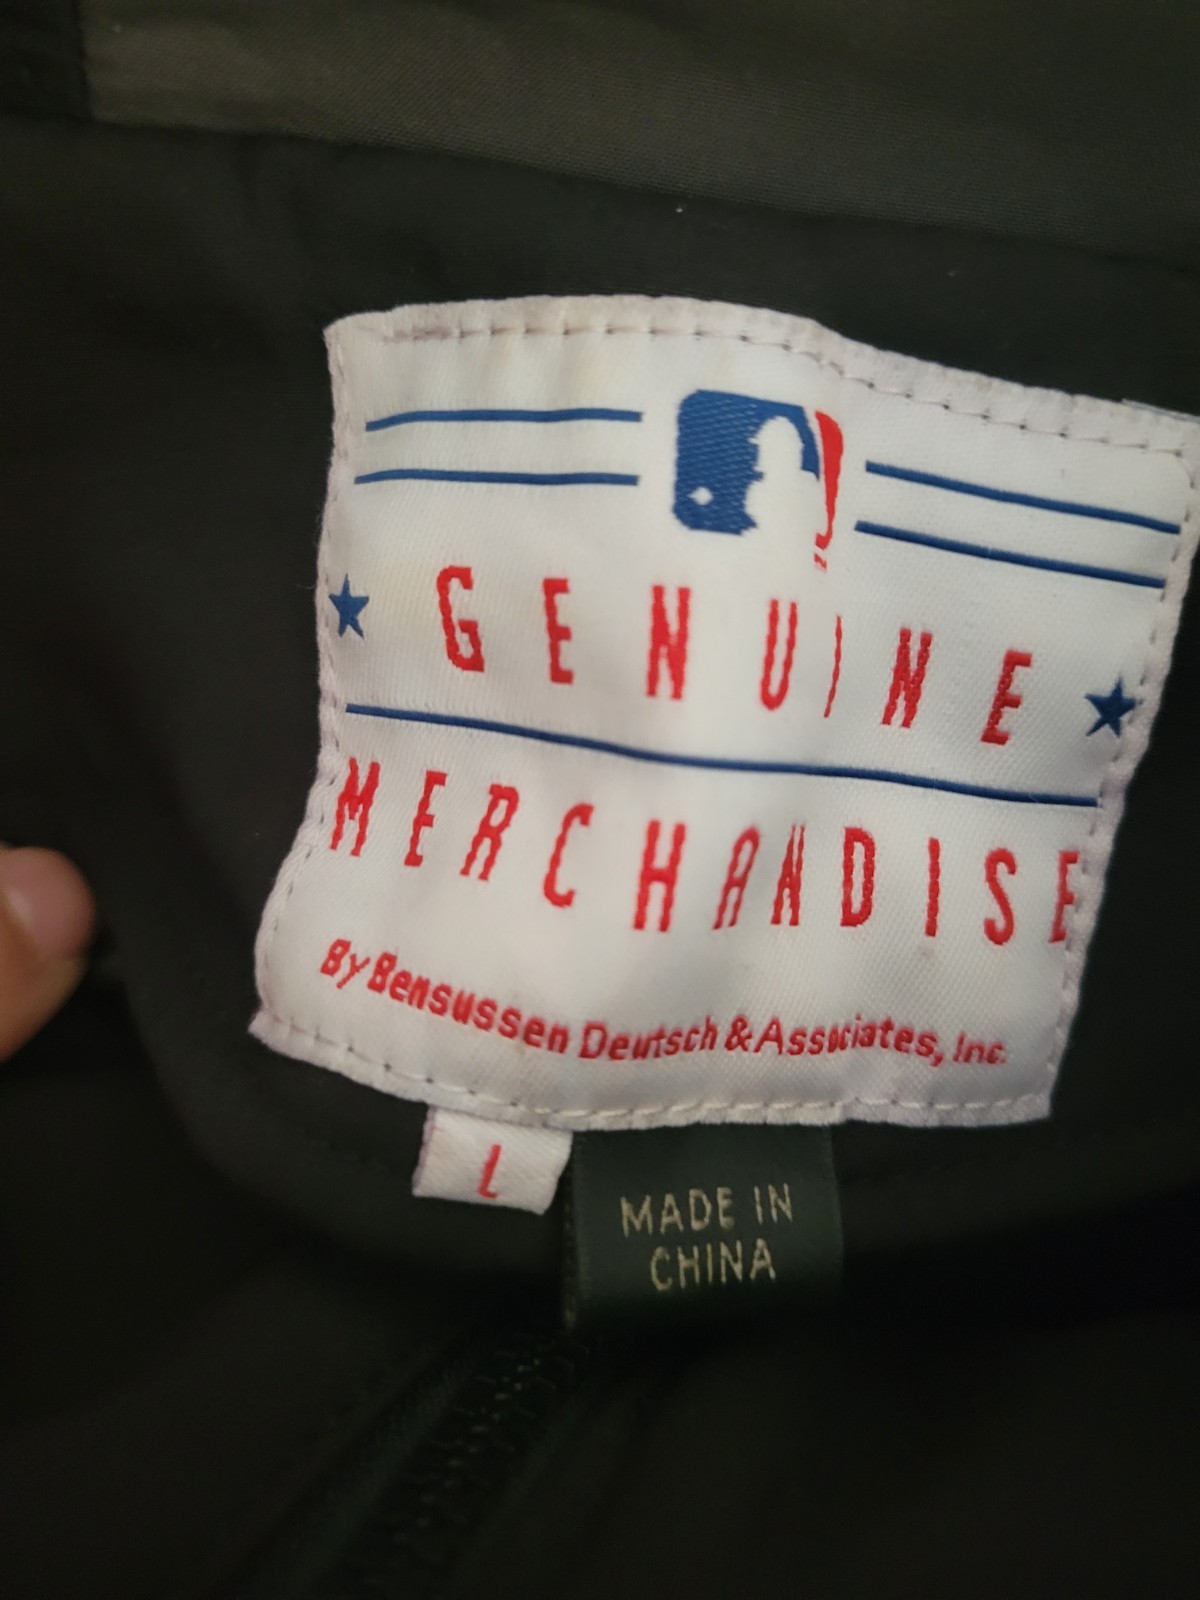 GENUINE
MERCHANDISE
By Bensussen Deutsch & Associates, Inc.
L
MADE IN
CHINA